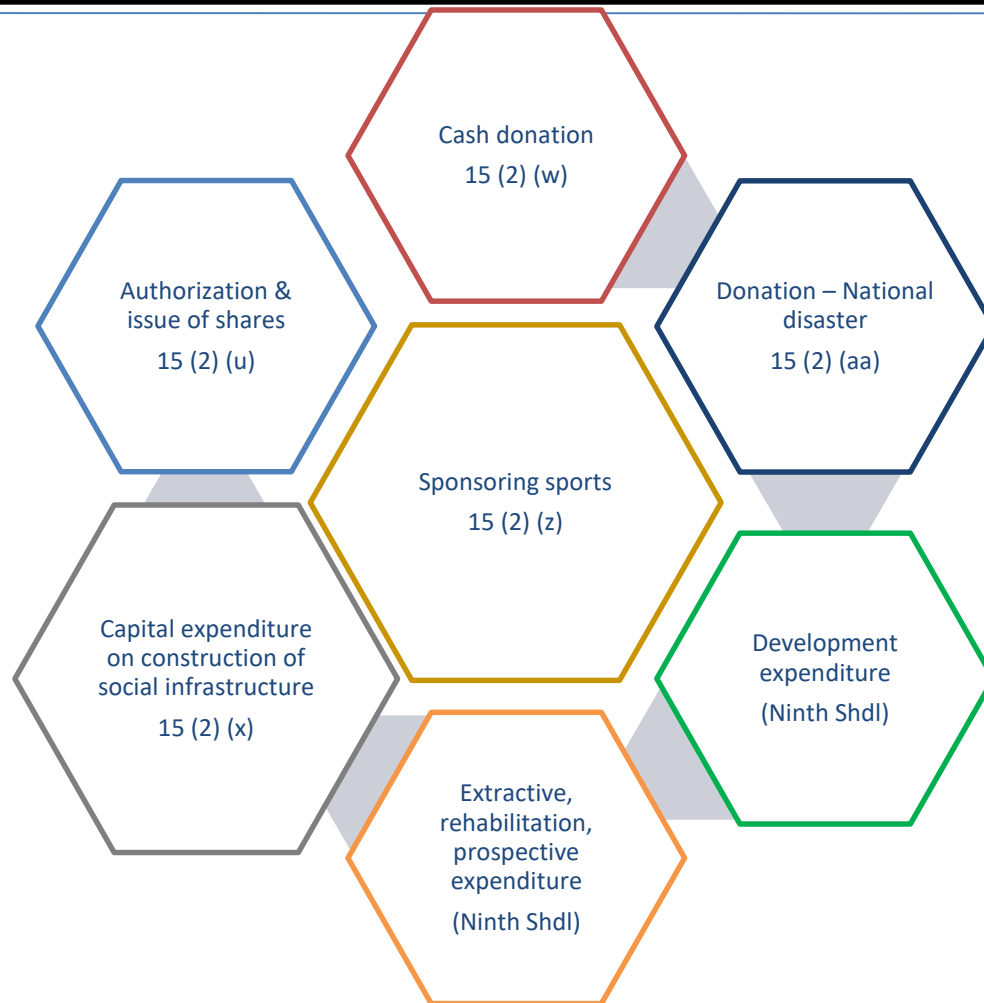 Cash donation
15 (2) (w)
Authorization &
issue of shares
15 (2) (u)
Donation – National
disaster
15 (2) (aa)
Sponsoring sports
15 (2) (z)
Capital expenditure
on construction of
social infrastructure
15 (2) (x)
Development
expenditure
(Ninth Shdl)
Extractive,
rehabilitation,
prospective
expenditure
(Ninth Shdl)